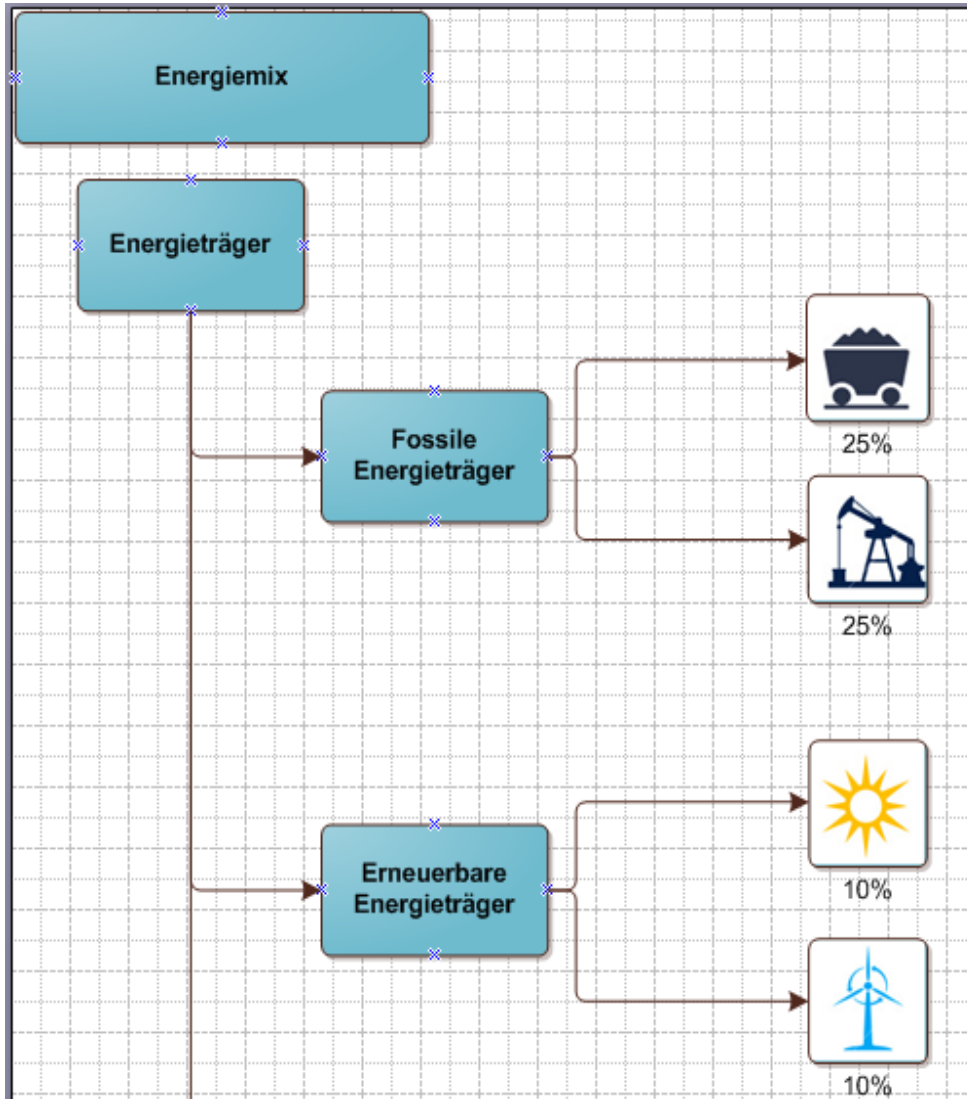 Energiemix
Energieträger
Fossile
Energieträger
25%
25%
Erneuerbare
Energieträger
10%
10%